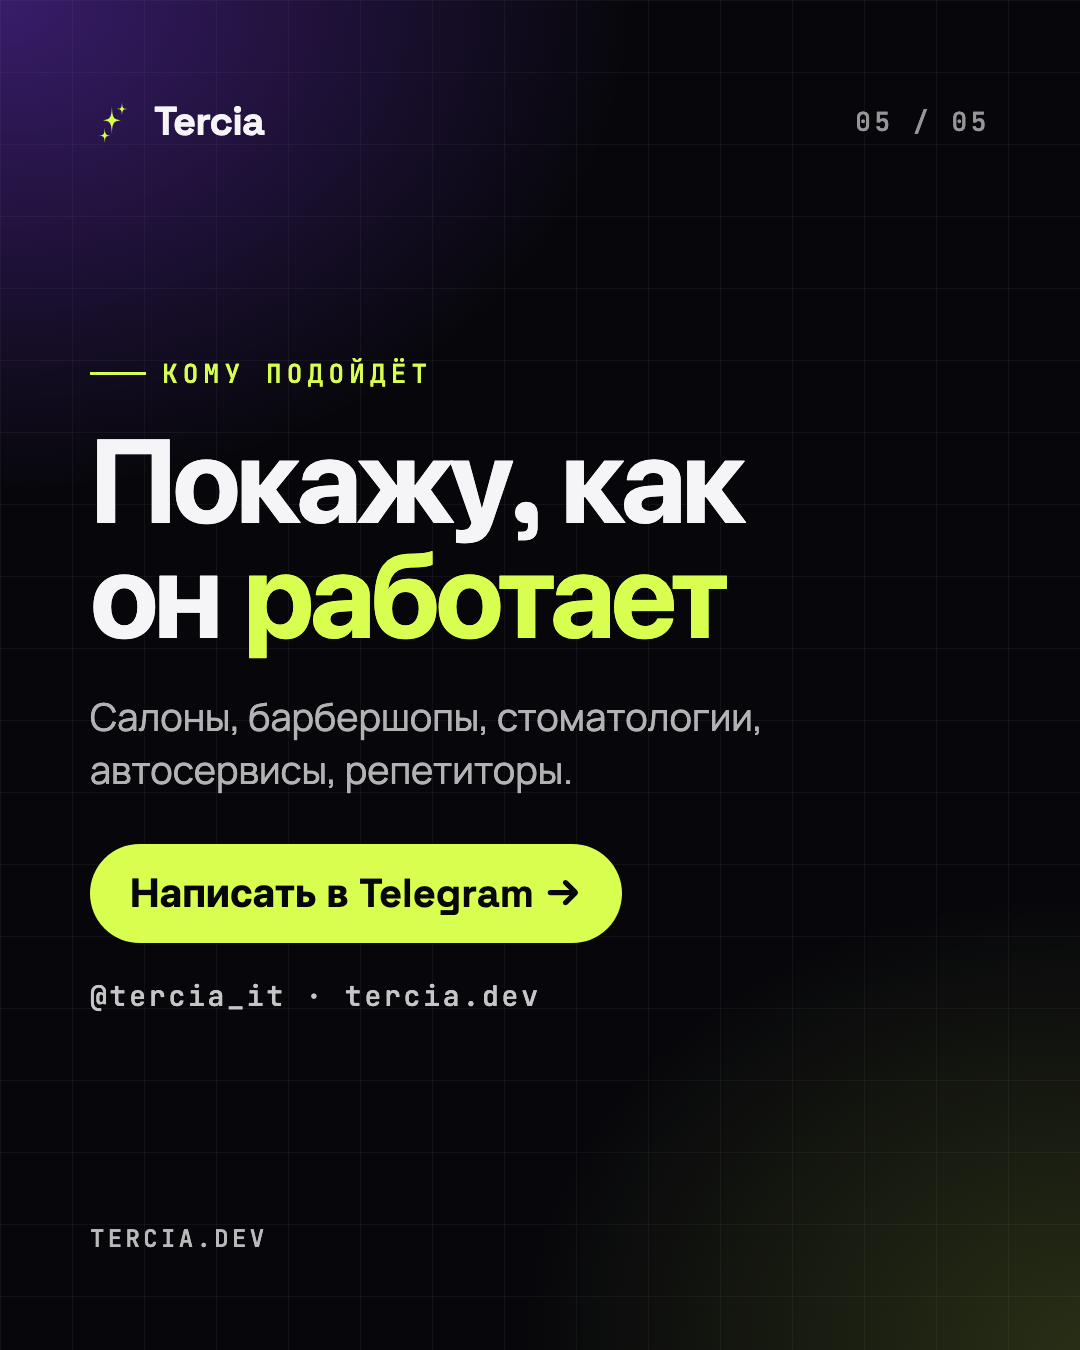 Tercia
05 / 05
КОМУ ПОДОЙДЁТ
Покажу, как
он работает
Салоны, барбершопы, стоматологии,
автосервисы, репетиторы.
Написать в Telegram →
@tercia_it · tercia.dev
TERCIA.DEV